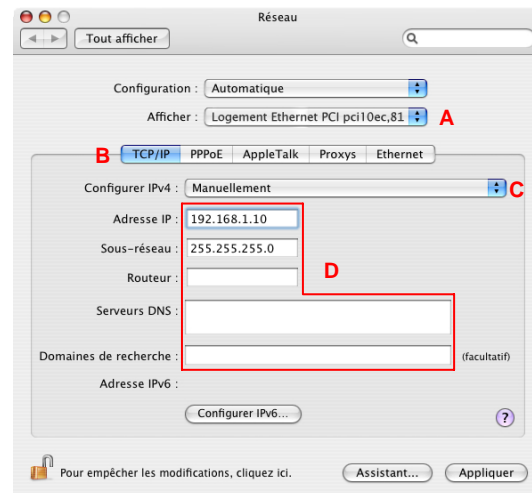 Réseau
Tout afficher
Configuration : Automatique
Afficher : Logement Ethernet PCI pci10ec,81 A
B TCP/IP PPPoE AppleTalk Proxys Ethernet
Configurer IPv4 : Manuellement C
Adresse IP : 192.168.1.10
Sous-réseau : 255.255.255.0
Routeur : D
Serveurs DNS :
Domaines de recherche : (facultatif)
Adresse IPv6 :
Configurer IPv6... ?
Pour empêcher les modifications, cliquez ici. Assistant... Appliquer